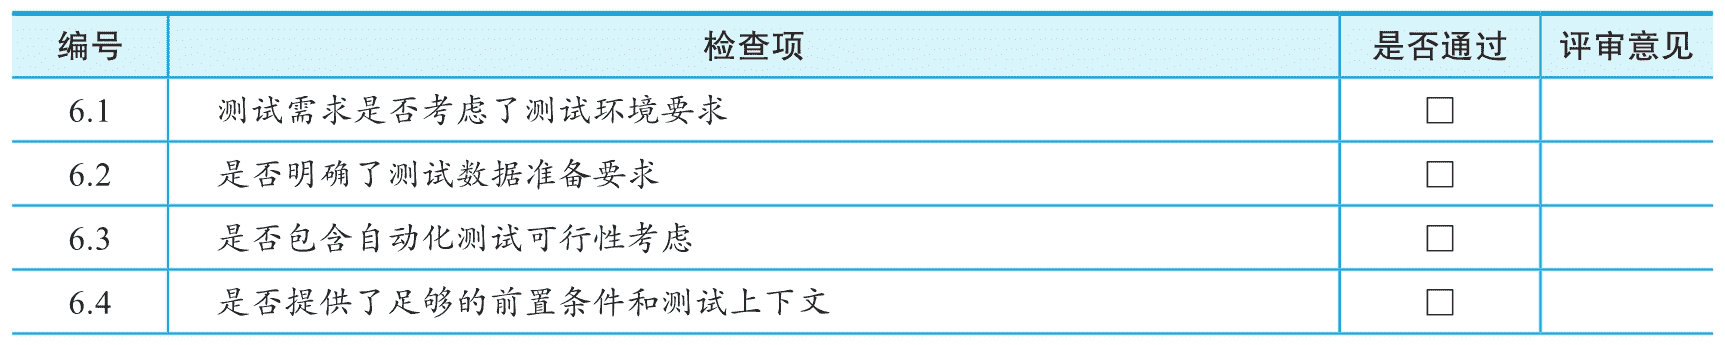 编号 检查项 是否通过 评审意见
6.1 测试需求是否考虑了测试环境要求 □
6.2 是否明确了测试数据准备要求 □
6.3 是否包含自动化测试可行性考虑 □
6.4 是否提供了足够的前置条件和测试上下文 □